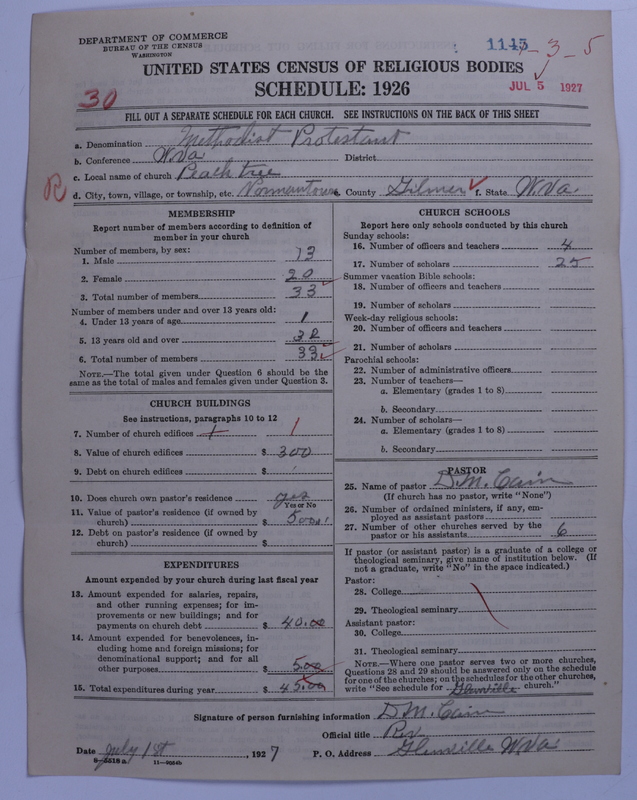 DEPARTMENT OF COMMERCE
BUREAU OF THE CENSUS
WASHINGTON
1145 - 3 - 5
UNITED STATES CENSUS OF RELIGIOUS BODIES
SCHEDULE: 1926
JUL 5 1927
30
FILL OUT A SEPARATE SCHEDULE FOR EACH CHURCH. SEE INSTRUCTIONS ON THE BACK OF THIS SHEET
a. Denomination Methodist Protestant
b. Conference W.Va District
c. Local name of church Peach tree
R d. City, town, village, or township, etc. Normantown e. County Gilmer f. State W.Va.
MEMBERSHIP
Report number of members according to definition of
member in your church
Number of members, by sex:
1. Male 13
2. Female 20
3. Total number of members 33
Number of members under and over 13 years old:
4. Under 13 years of age 1
5. 13 years old and over 32
6. Total number of members 33
NOTE.—The total given under Question 6 should be the
same as the total of males and females given under Question 3.
CHURCH BUILDINGS
See instructions, paragraphs 10 to 12
7. Number of church edifices 1 1
8. Value of church edifices $ 300
9. Debt on church edifices $
10. Does church own pastor's residence yes
Yes or No
11. Value of pastor's residence (if owned by
church) $
12. Debt on pastor's residence (if owned by
church) $
EXPENDITURES
Amount expended by your church during last fiscal year
13. Amount expended for salaries, repairs,
and other running expenses; for im-
provements or new buildings; and for
payments on church debt $ 40.00
14. Amount expended for benevolences, in-
cluding home and foreign missions; for
denominational support; and for all
other purposes $ 5.00
15. Total expenditures during year $ 45.00
CHURCH SCHOOLS
Report here only schools conducted by this church
Sunday schools:
16. Number of officers and teachers 4
17. Number of scholars 25
Summer vacation Bible schools:
18. Number of officers and teachers
19. Number of scholars
Week-day religious schools:
20. Number of officers and teachers
21. Number of scholars
Parochial schools:
22. Number of administrative officers
23. Number of teachers—
a. Elementary (grades 1 to 8)
b. Secondary
24. Number of scholars—
a. Elementary (grades 1 to 8)
b. Secondary
PASTOR
25. Name of pastor D.M. Cain
(If church has no pastor, write "None")
26. Number of ordained ministers, if any, em-
ployed as assistant pastors
27. Number of other churches served by the
pastor or his assistants 6
If pastor (or assistant pastor) is a graduate of a college or
theological seminary, give name of institution below. (If
not a graduate, write "No" in the space indicated.)
Pastor:
28. College
29. Theological seminary
Assistant pastor:
30. College
31. Theological seminary
NOTE.—Where one pastor serves two or more churches,
Questions 28 and 29 should be answered only on the schedule
for one of the churches; on the schedules for the other churches,
write "See schedule for Glenville church."
Signature of person furnishing information D.M. Cain
Official title Rev
Date July 1st, 1927 P. O. Address Glenville W.Va
8-5518a 11-9564b